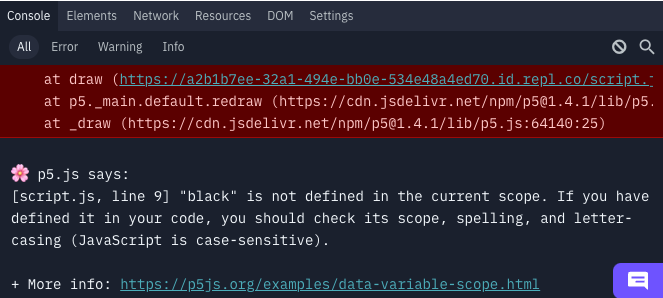 Console Elements Network Resources DOM Settings
All Error Warning Info
at draw (https://a2b1b7ee-32a1-494e-bb0e-534e48a4ed70.id.repl.co/script.j
at p5._main.default.redraw (https://cdn.jsdelivr.net/npm/p5@1.4.1/lib/p5.
at _draw (https://cdn.jsdelivr.net/npm/p5@1.4.1/lib/p5.js:64140:25)
🌸 p5.js says:
[script.js, line 9] "black" is not defined in the current scope. If you have
defined it in your code, you should check its scope, spelling, and letter-
casing (JavaScript is case-sensitive).
+ More info: https://p5js.org/examples/data-variable-scope.html